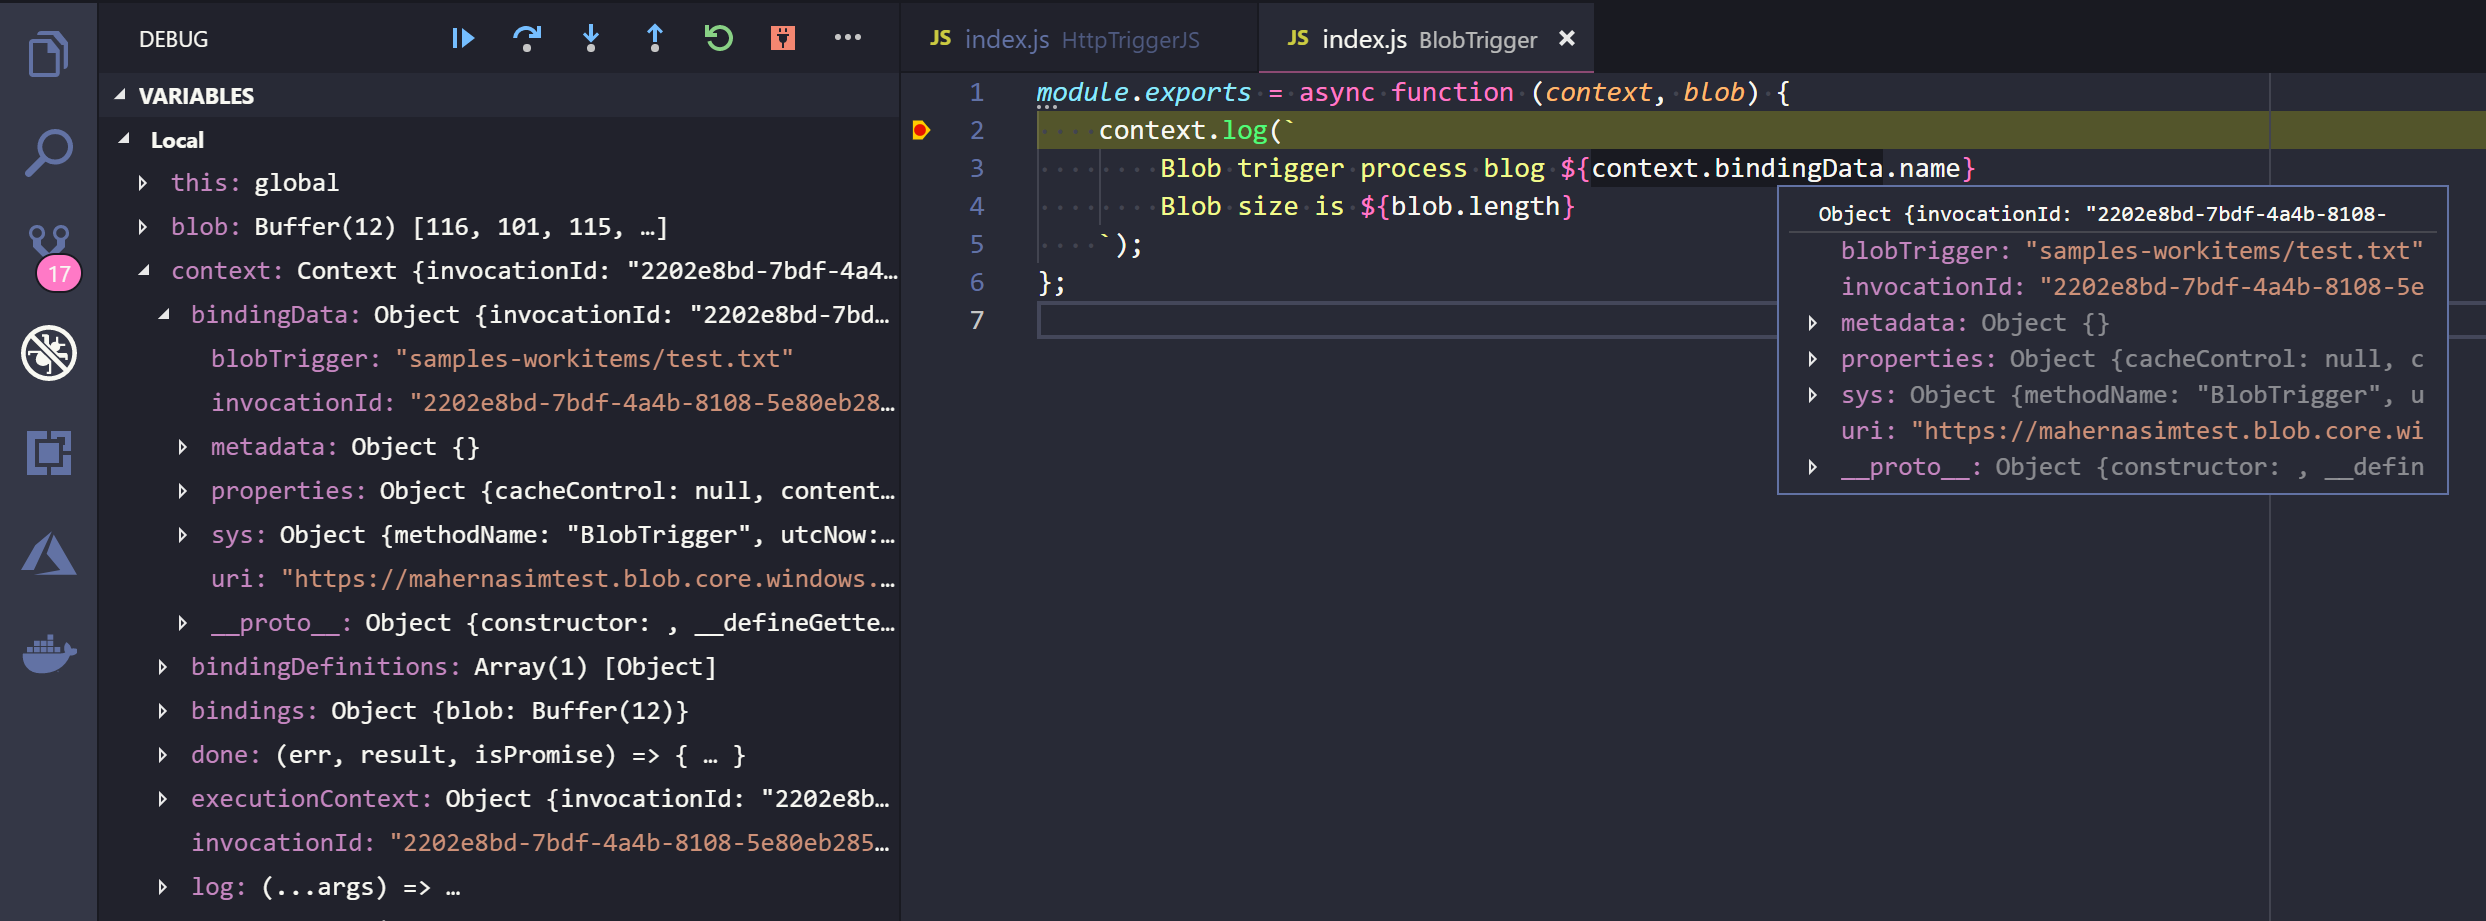 DEBUG
VARIABLES
Local
this: global
blob: Buffer(12) [116, 101, 115, …]
context: Context {invocationId: "2202e8bd-7bdf-4a4…
bindingData: Object {invocationId: "2202e8bd-7bd…
blobTrigger: "samples-workitems/test.txt"
invocationId: "2202e8bd-7bdf-4a4b-8108-5e80eb28…
metadata: Object {}
properties: Object {cacheControl: null, content…
sys: Object {methodName: "BlobTrigger", utcNow:…
uri: "https://mahernasimtest.blob.core.windows.…
__proto__: Object {constructor: , __defineGette…
bindingDefinitions: Array(1) [Object]
bindings: Object {blob: Buffer(12)}
done: (err, result, isPromise) => { … }
executionContext: Object {invocationId: "2202e8b…
invocationId: "2202e8bd-7bdf-4a4b-8108-5e80eb285…
log: (...args) => …
17
JS index.js HttpTriggerJS
JS index.js BlobTrigger ×
1 module.exports = async function (context, blob) {
2 context.log(`
3 Blob trigger process blog ${context.bindingData.name}
4 Blob size is ${blob.length}
5 `);
6 };
7
Object {invocationId: "2202e8bd-7bdf-4a4b-8108-
blobTrigger: "samples-workitems/test.txt"
invocationId: "2202e8bd-7bdf-4a4b-8108-5e
metadata: Object {}
properties: Object {cacheControl: null, c
sys: Object {methodName: "BlobTrigger", u
uri: "https://mahernasimtest.blob.core.wi
__proto__: Object {constructor: , __defin